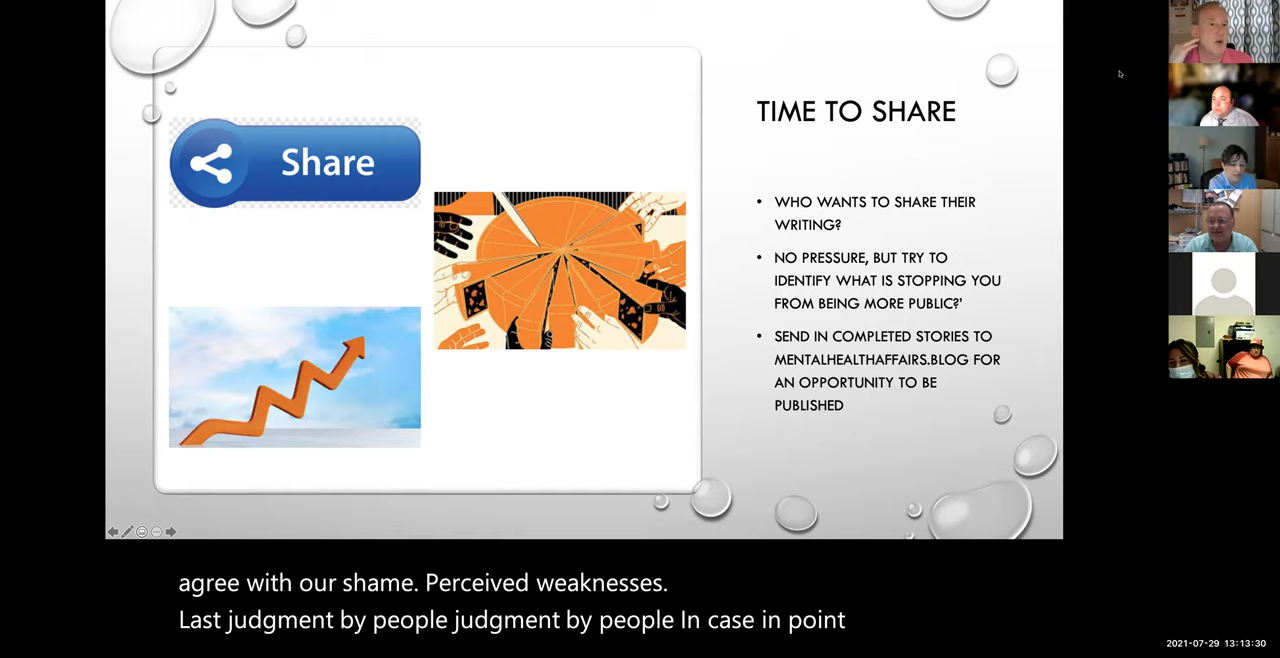 Share
TIME TO SHARE
• WHO WANTS TO SHARE THEIR
WRITING?
• NO PRESSURE, BUT TRY TO
IDENTIFY WHAT IS STOPPING YOU
FROM BEING MORE PUBLIC?'
• SEND IN COMPLETED STORIES TO
MENTALHEALTHAFFAIRS.BLOG FOR
AN OPPORTUNITY TO BE
PUBLISHED
agree with our shame. Perceived weaknesses.
Last judgment by people judgment by people In case in point
2021-07-29 13:13:30